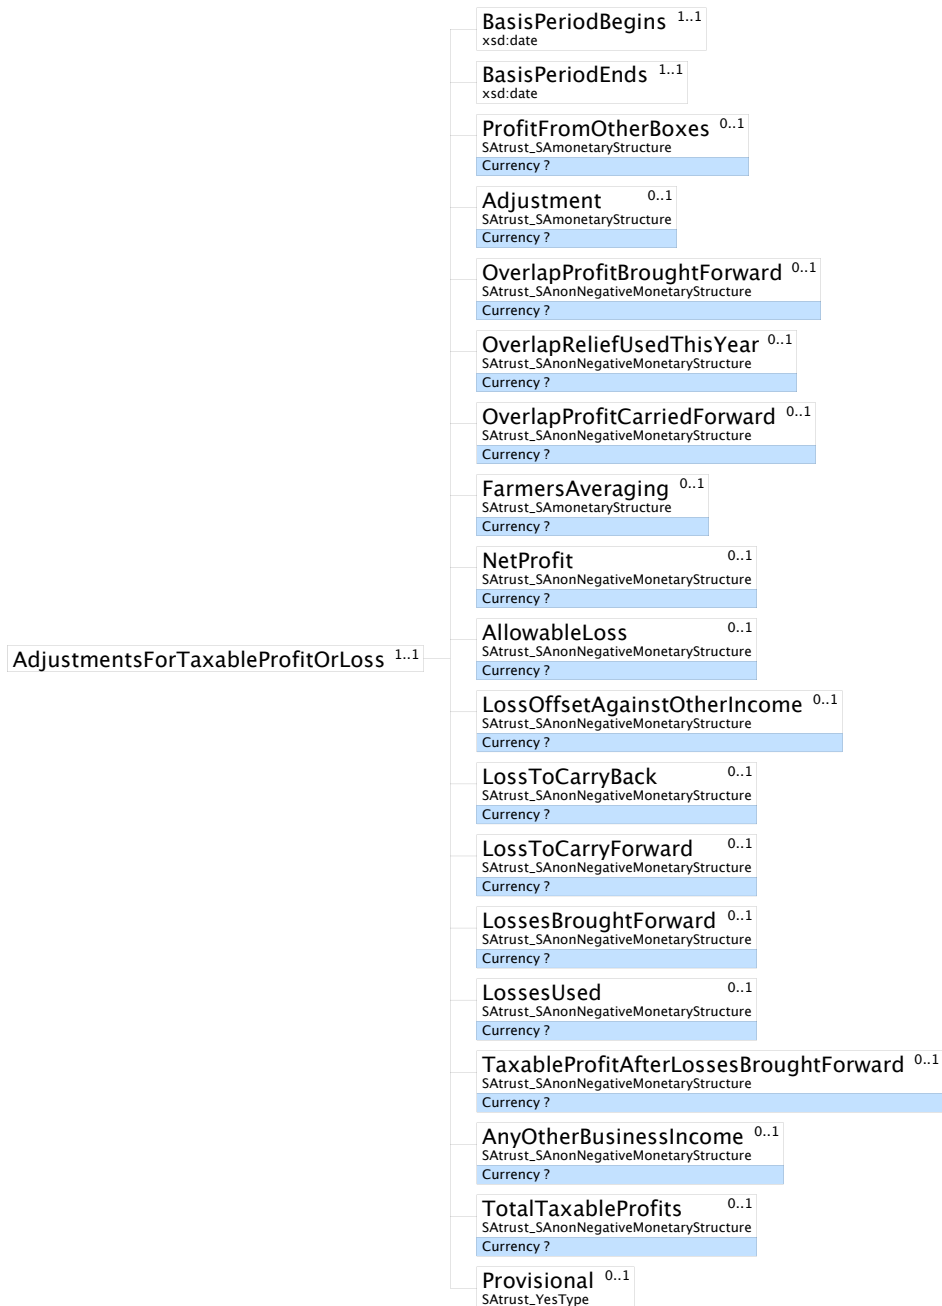 BasisPeriodBegins 1..1
xsd:date
BasisPeriodEnds 1..1
xsd:date
ProfitFromOtherBoxes 0..1
SAtrust_SAmonetaryStructure
Currency ?
Adjustment 0..1
SAtrust_SAmonetaryStructure
Currency ?
OverlapProfitBroughtForward 0..1
SAtrust_SAnonNegativeMonetaryStructure
Currency ?
OverlapReliefUsedThisYear 0..1
SAtrust_SAnonNegativeMonetaryStructure
Currency ?
OverlapProfitCarriedForward 0..1
SAtrust_SAnonNegativeMonetaryStructure
Currency ?
FarmersAveraging 0..1
SAtrust_SAmonetaryStructure
Currency ?
NetProfit 0..1
SAtrust_SAnonNegativeMonetaryStructure
Currency ?
AllowableLoss 0..1
SAtrust_SAnonNegativeMonetaryStructure
Currency ?
AdjustmentsForTaxableProfitOrLoss 1..1
LossOffsetAgainstOtherIncome 0..1
SAtrust_SAnonNegativeMonetaryStructure
Currency ?
LossToCarryBack 0..1
SAtrust_SAnonNegativeMonetaryStructure
Currency ?
LossToCarryForward 0..1
SAtrust_SAnonNegativeMonetaryStructure
Currency ?
LossesBroughtForward 0..1
SAtrust_SAnonNegativeMonetaryStructure
Currency ?
LossesUsed 0..1
SAtrust_SAnonNegativeMonetaryStructure
Currency ?
TaxableProfitAfterLossesBroughtForward 0..1
SAtrust_SAnonNegativeMonetaryStructure
Currency ?
AnyOtherBusinessIncome 0..1
SAtrust_SAnonNegativeMonetaryStructure
Currency ?
TotalTaxableProfits 0..1
SAtrust_SAnonNegativeMonetaryStructure
Currency ?
Provisional 0..1
SAtrust_YesType